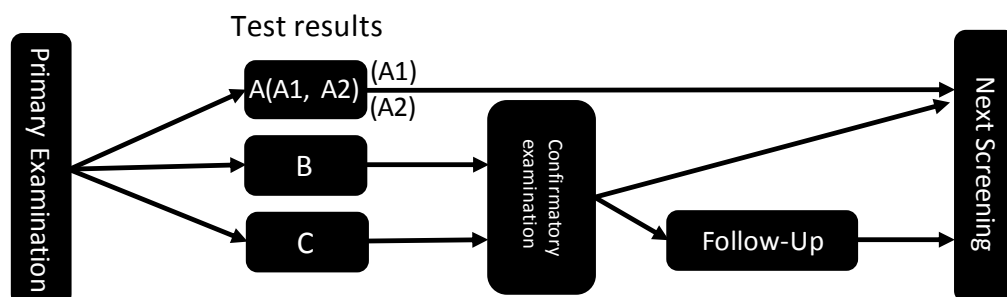 Test results
Primary Examination
A(A1, A2)
(A1)
(A2)
B
C
Confirmatory
examination
Follow-Up
Next Screening